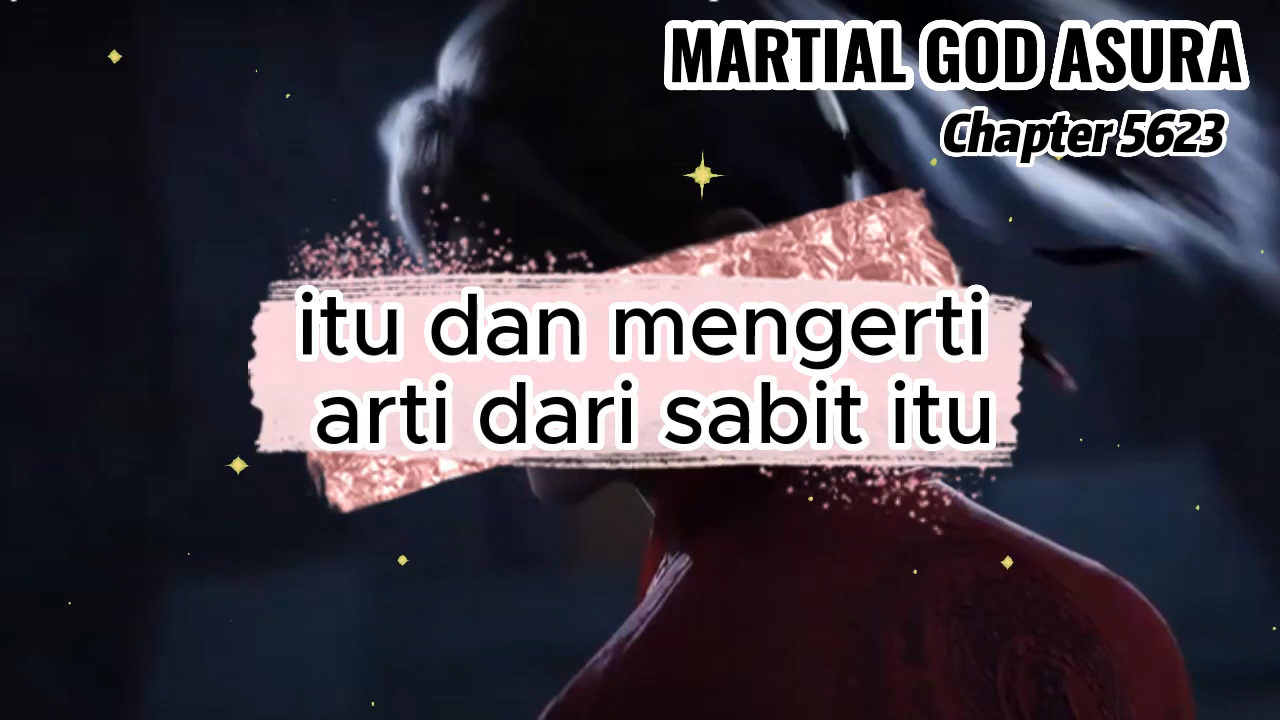 MARTIAL GOD ASURA
Chapter 5623
itu dan mengerti
arti dari sabit itu